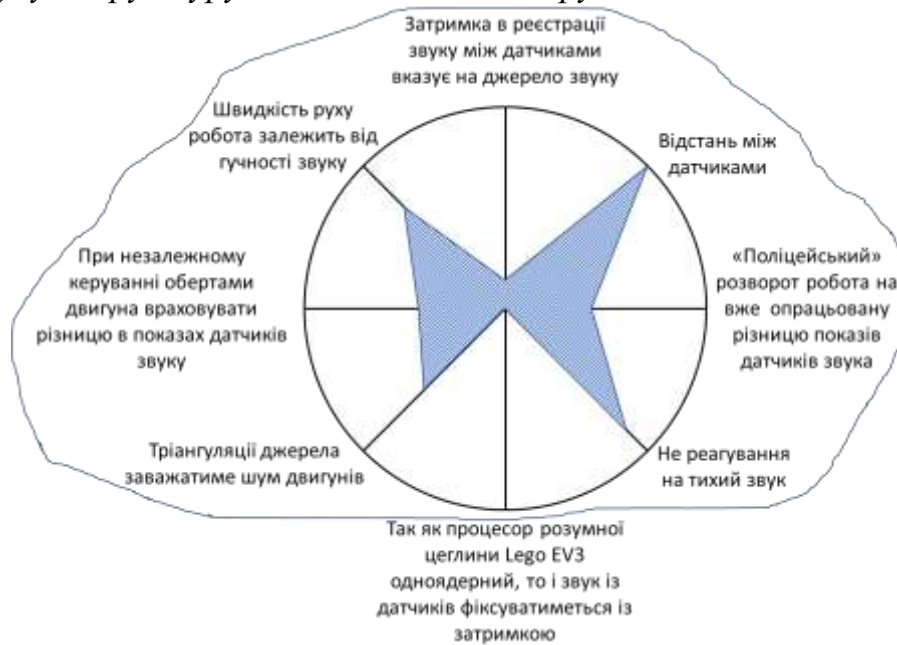 Затримка в реєстрації
звуку між датчиками
вказує на джерело звуку
Швидкість руху
робота залежить від
гучності звуку
Відстань між
датчиками
При незалежному
керуванні обертами
двигуна враховувати
різницю в показах датчиків
звуку
«Поліцейський»
розворот робота на
вже опрацьовану
різницю показів
датчиків звука
Тріангуляції джерела
заважатиме шум двигунів
Не реагування
на тихий звук
Так як процесор розумної
цеглини Lego EV3
одноядерний, то і звук із
датчиків фіксуватиметься із
затримкою